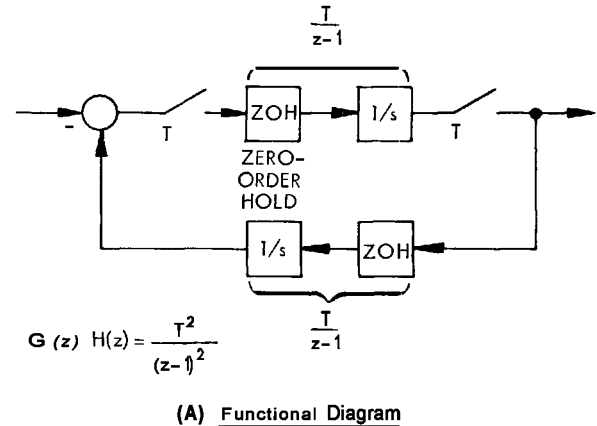 T
z-1
-
T
ZOH
1/s
T
ZERO-
ORDER
HOLD
1/s
ZOH
T
z-1
G (z) H(z) = T²
(z-1)²
(A) Functional Diagram